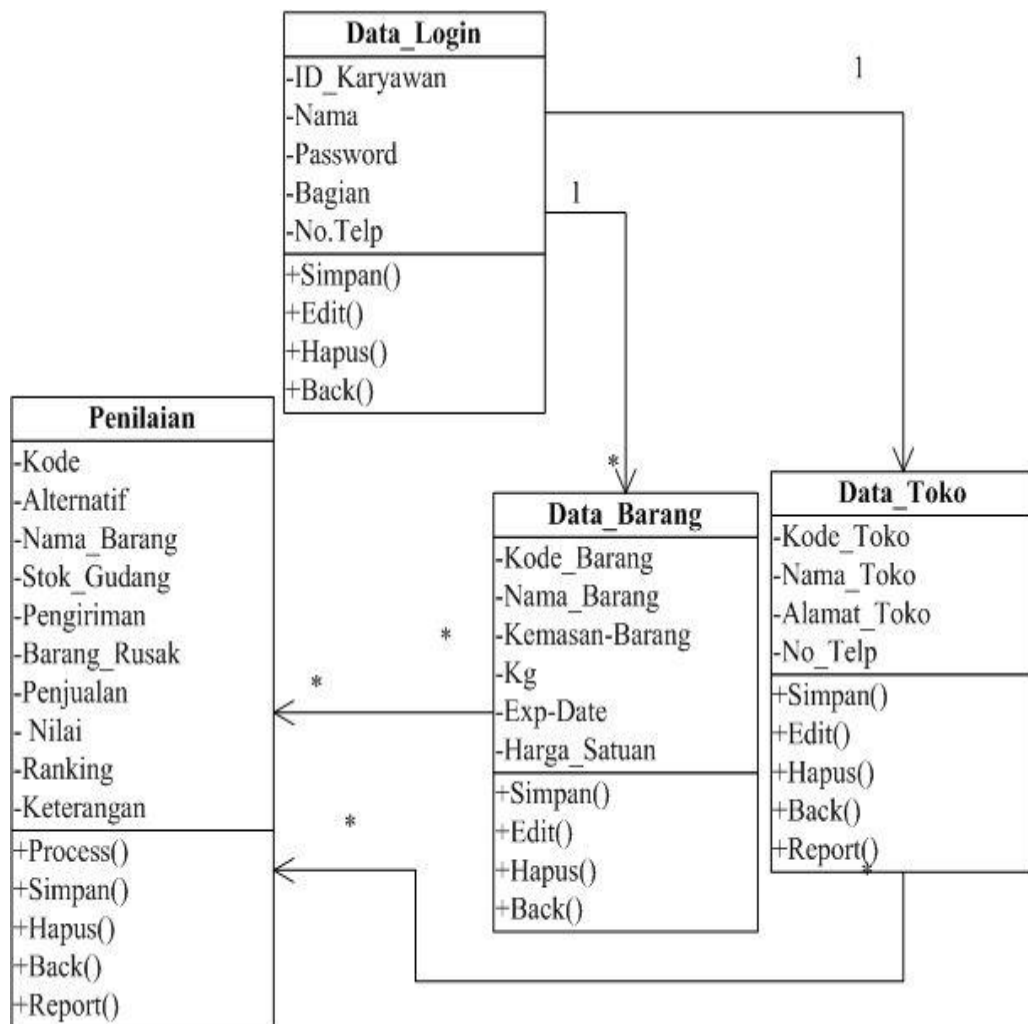 Data_Login
-ID_Karyawan
-Nama
-Password
-Bagian
-No.Telp
+Simpan()
+Edit()
+Hapus()
+Back()
1
1
*
Penilaian
-Kode
-Alternatif
-Nama_Barang
-Stok_Gudang
-Pengiriman
-Barang_Rusak
-Penjualan
- Nilai
-Ranking
-Keterangan
+Process()
+Simpan()
+Hapus()
+Back()
+Report()
*
*
*
Data_Barang
-Kode_Barang
-Nama_Barang
-Kemasan-Barang
-Kg
-Exp-Date
-Harga_Satuan
+Simpan()
+Edit()
+Hapus()
+Back()
Data_Toko
-Kode_Toko
-Nama_Toko
-Alamat_Toko
-No_Telp
+Simpan()
+Edit()
+Hapus()
+Back()
+Report()
*